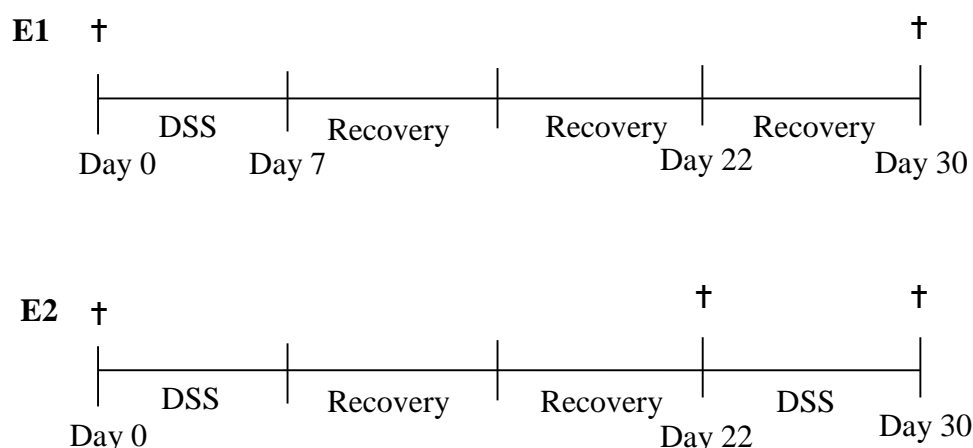 E1 † †
DSS Recovery Recovery Recovery
Day 0 Day 7 Day 22 Day 30
E2 † † †
DSS Recovery Recovery DSS
Day 0 Day 22 Day 30